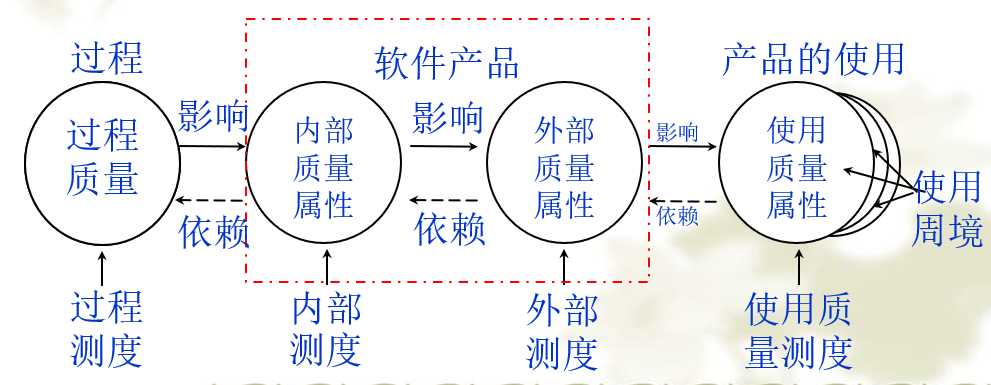 过程
软件产品
产品的使用
过程
质量
影响
内部
质量
属性
影响
外部
质量
属性
影响
使用
质量
属性
依赖
依赖
依赖
使用
周境
过程
测度
内部
测度
外部
测度
使用质
量测度